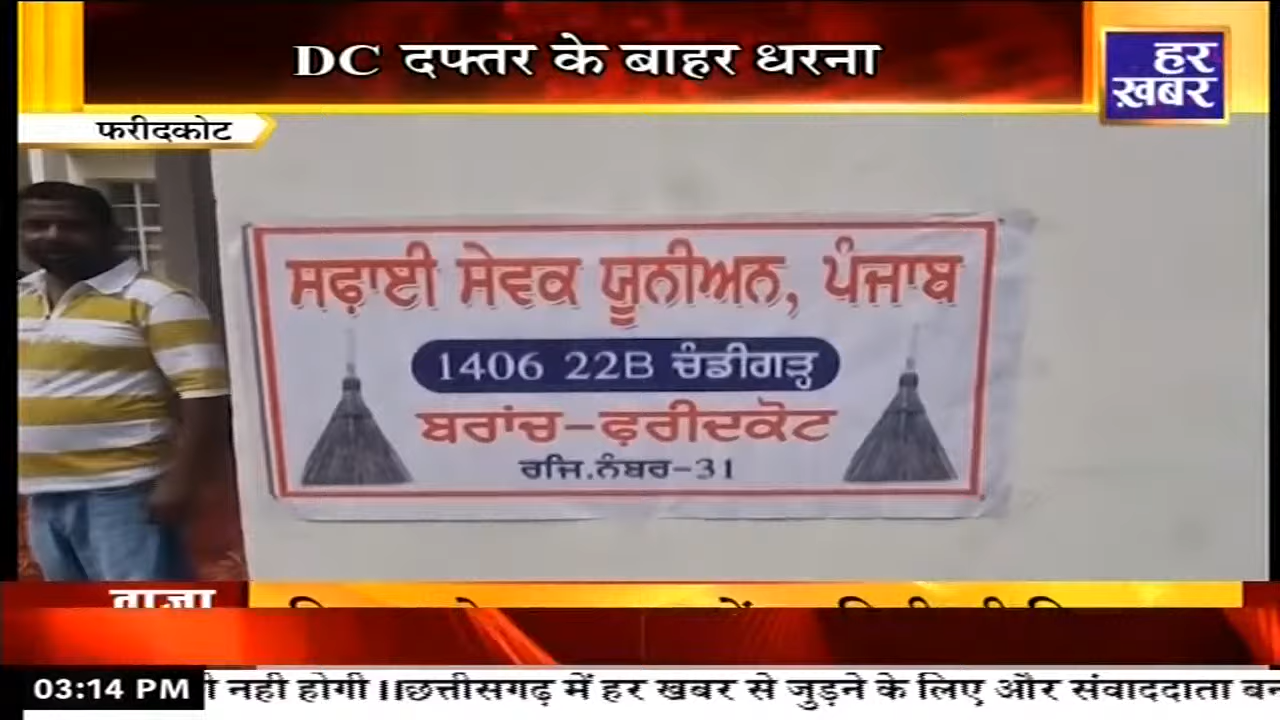 DC दफ्तर के बाहर धरना
हर
ख़बर
फरीदकोट
ਸਫ਼ਾਈ ਸੇਵਕ ਯੂਨੀਅਨ, ਪੰਜਾਬ
1406 22B ਚੰਡੀਗੜ੍ਹ
ਬਰਾਂਚ-ਫ਼ਰੀਦਕੋਟ
ਰਜਿ.ਨੰਬਰ-31
ताजा
03:14 PM
नही होगी ।।छत्तीसगढ़ में हर खबर से जुड़ने के लिए और संवाददाता